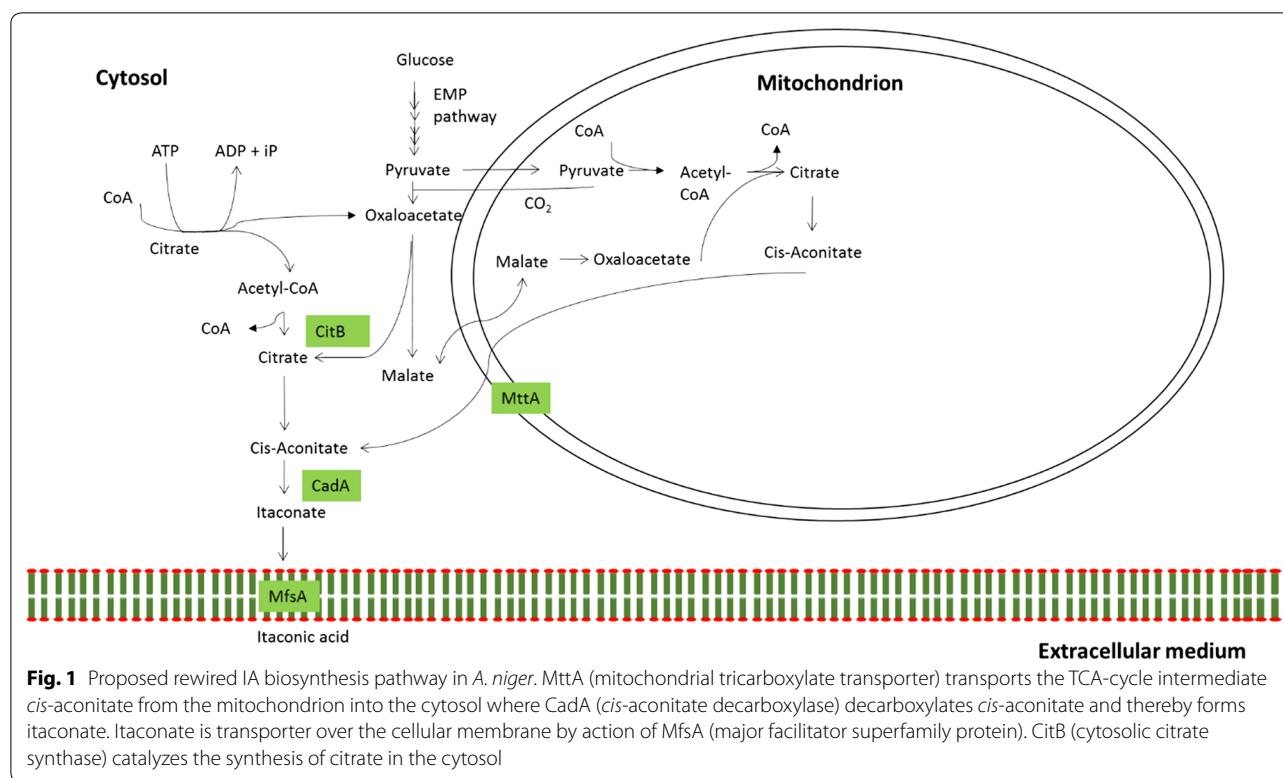 Cytosol
Glucose
EMP
pathway
Mitochondrion
CoA
CoA
ATP
ADP + iP
Pyruvate
Pyruvate
Acetyl-
CoA
Citrate
CoA
CO2
Oxaloacetate
Citrate
Malate
Oxaloacetate
Cis-Aconitate
Acetyl-CoA
CoA
CitB
Citrate
Malate
MttA
Cis-Aconitate
CadA
Itaconate
MfsA
Itaconic acid
Extracellular medium
Fig. 1 Proposed rewired IA biosynthesis pathway in A. niger. MttA (mitochondrial tricarboxylate transporter) transports the TCA-cycle intermediate
cis-aconitate from the mitochondrion into the cytosol where CadA (cis-aconitate decarboxylase) decarboxylates cis-aconitate and thereby forms
itaconate. Itaconate is transporter over the cellular membrane by action of MfsA (major facilitator superfamily protein). CitB (cytosolic citrate
synthase) catalyzes the synthesis of citrate in the cytosol